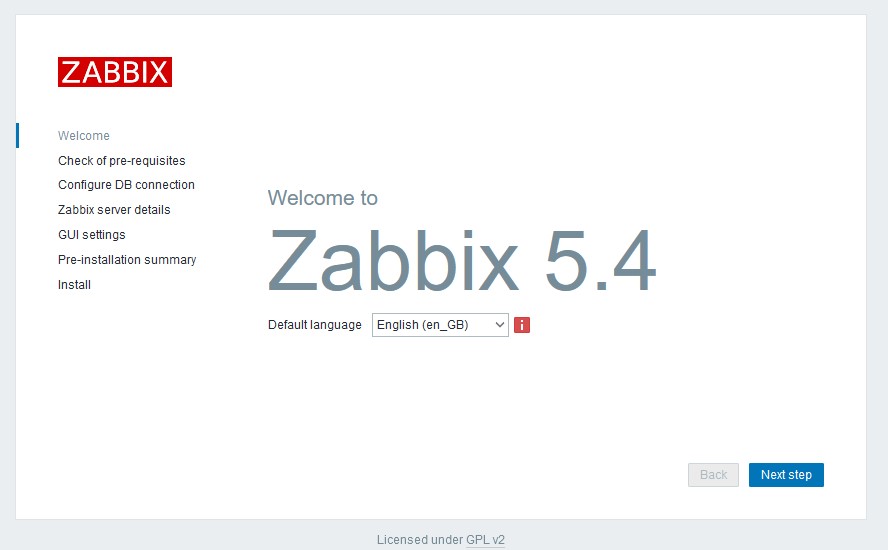 ZABBIX
Welcome
Check of pre-requisites
Configure DB connection
Zabbix server details
GUI settings
Pre-installation summary
Install
Welcome to
Zabbix 5.4
Default language English (en_GB) i
Back Next step
Licensed under GPL v2